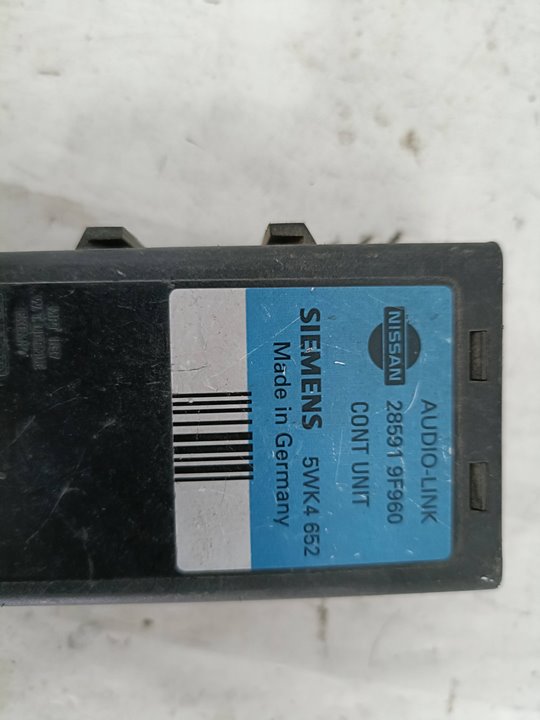 AUDIO-LINK
NISSAN
28591 9F960
CONT UNIT
SIEMENS 5WK4 652
Made in Germany